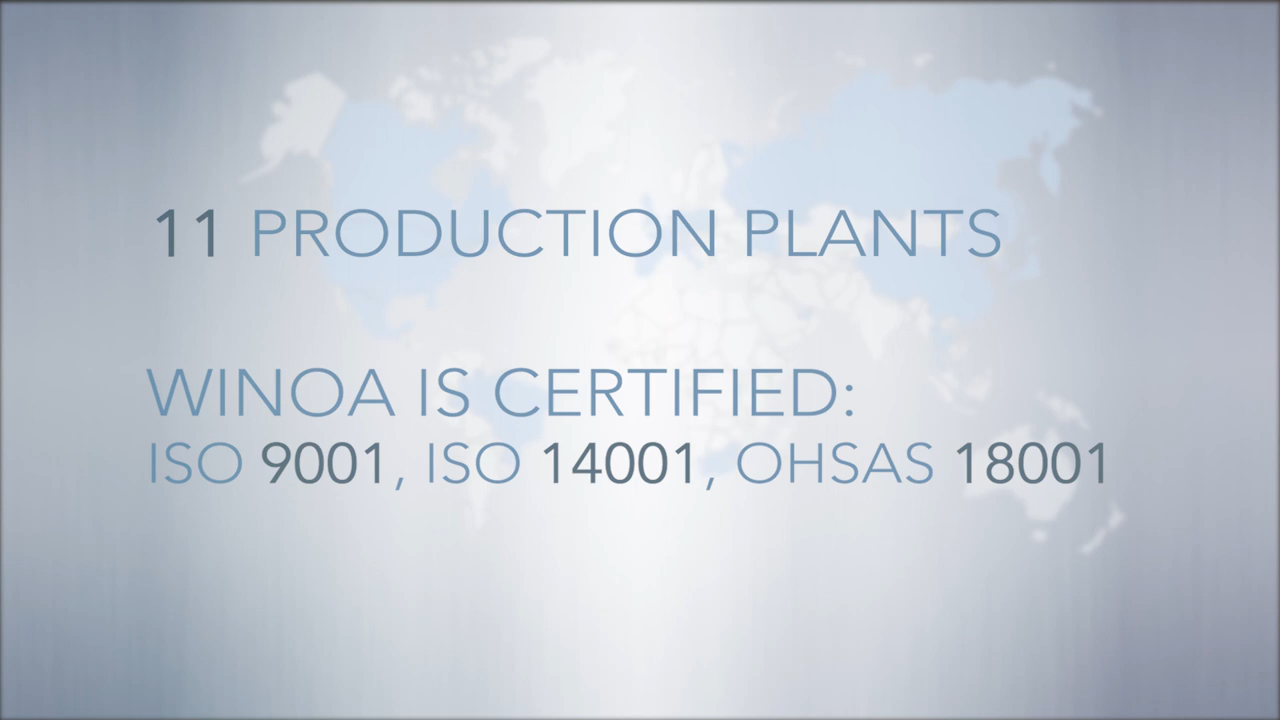 11 PRODUCTION PLANTS
WINOA IS CERTIFIED:
ISO 9001, ISO 14001, OHSAS 18001